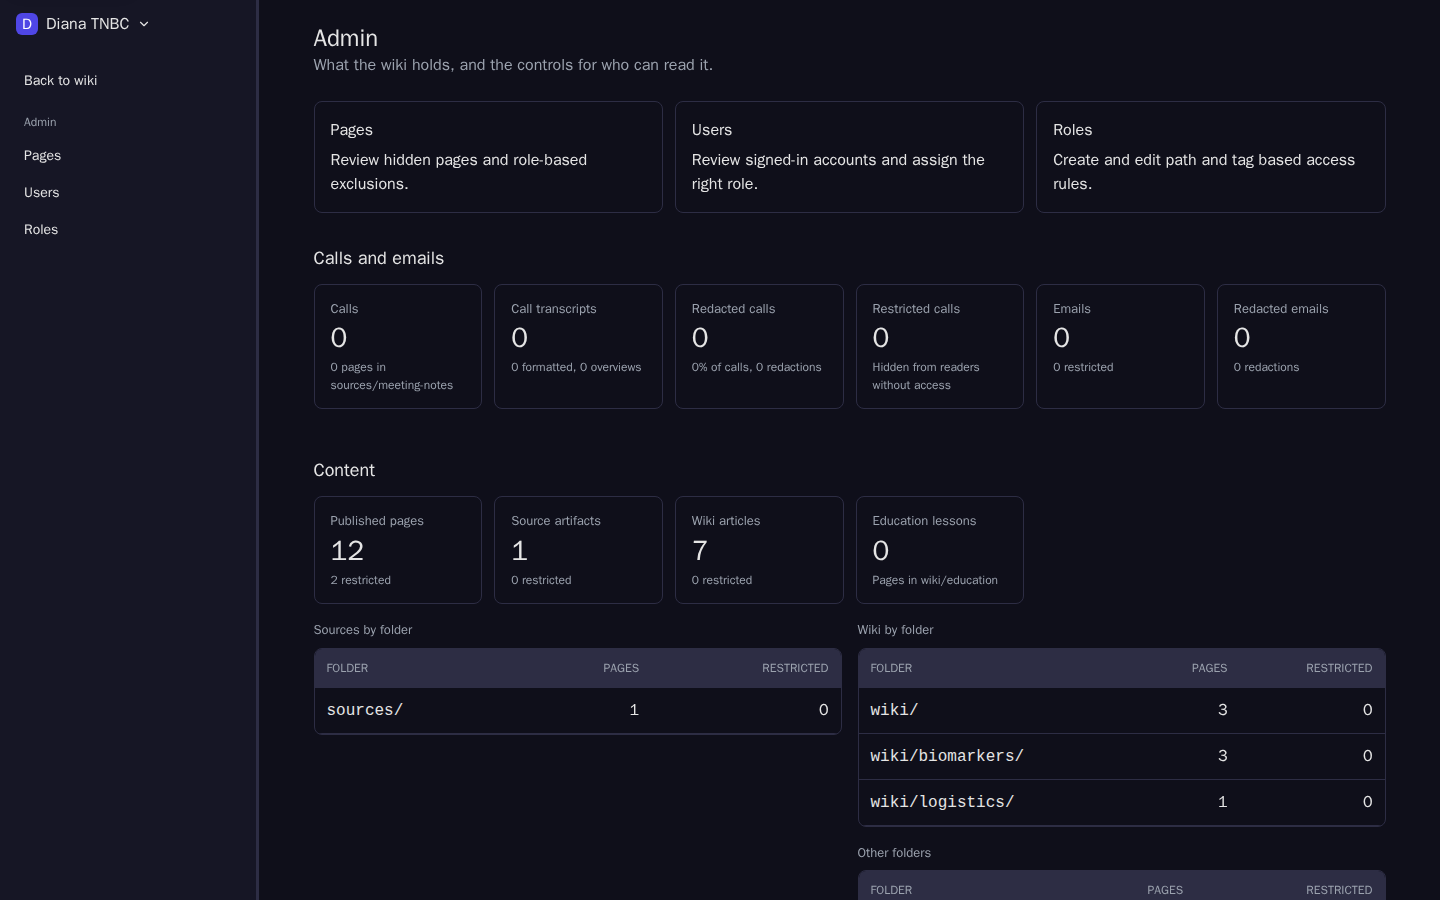 D Diana TNBC
Back to wiki
Admin
Pages
Users
Roles
Admin
What the wiki holds, and the controls for who can read it.
Pages
Review hidden pages and role-based
exclusions.
Users
Review signed-in accounts and assign the
right role.
Roles
Create and edit path and tag based access
rules.
Calls and emails
Calls
0
0 pages in
sources/meeting-notes
Call transcripts
0
0 formatted, 0 overviews
Redacted calls
0
0% of calls, 0 redactions
Restricted calls
0
Hidden from readers
without access
Emails
0
0 restricted
Redacted emails
0
0 redactions
Content
Published pages
12
2 restricted
Source artifacts
1
0 restricted
Wiki articles
7
0 restricted
Education lessons
0
Pages in wiki/education
Sources by folder
FOLDER PAGES RESTRICTED
sources/ 1 0
Wiki by folder
FOLDER PAGES RESTRICTED
wiki/ 3 0
wiki/biomarkers/ 3 0
wiki/logistics/ 1 0
Other folders
FOLDER PAGES RESTRICTED